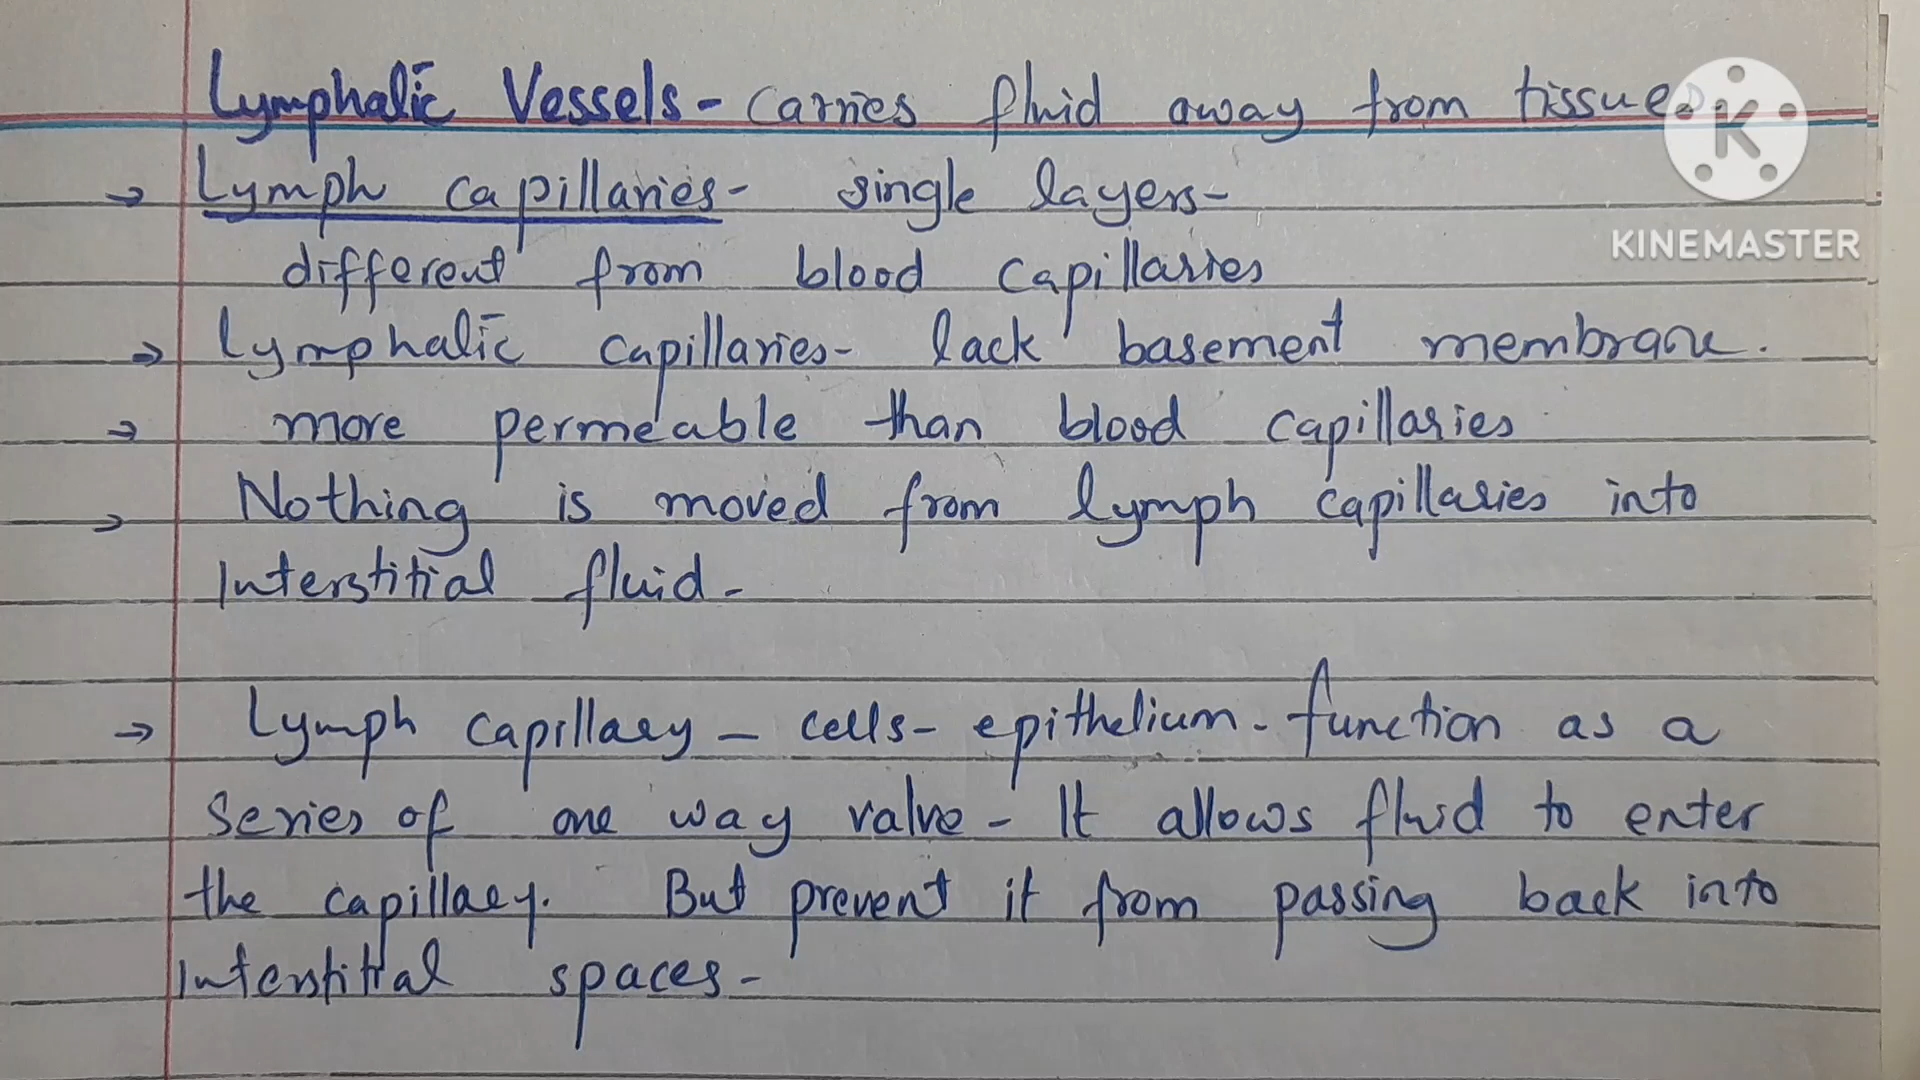 Lymphatic Vessels - Carries fluid away from tissues.
→ Lymph capillaries - single layers -
different from blood capillaries
→ Lymphatic capillaries - lack basement membrane.
→ more permeable than blood capillaries
→ Nothing is moved from lymph capillaries into
Interstitial fluid -
→ Lymph capillary - cells - epithelium - function as a
series of one way valve - It allows fluid to enter
the capillary. But prevent it from passing back into
Interstitial spaces -
K
KINEMASTER